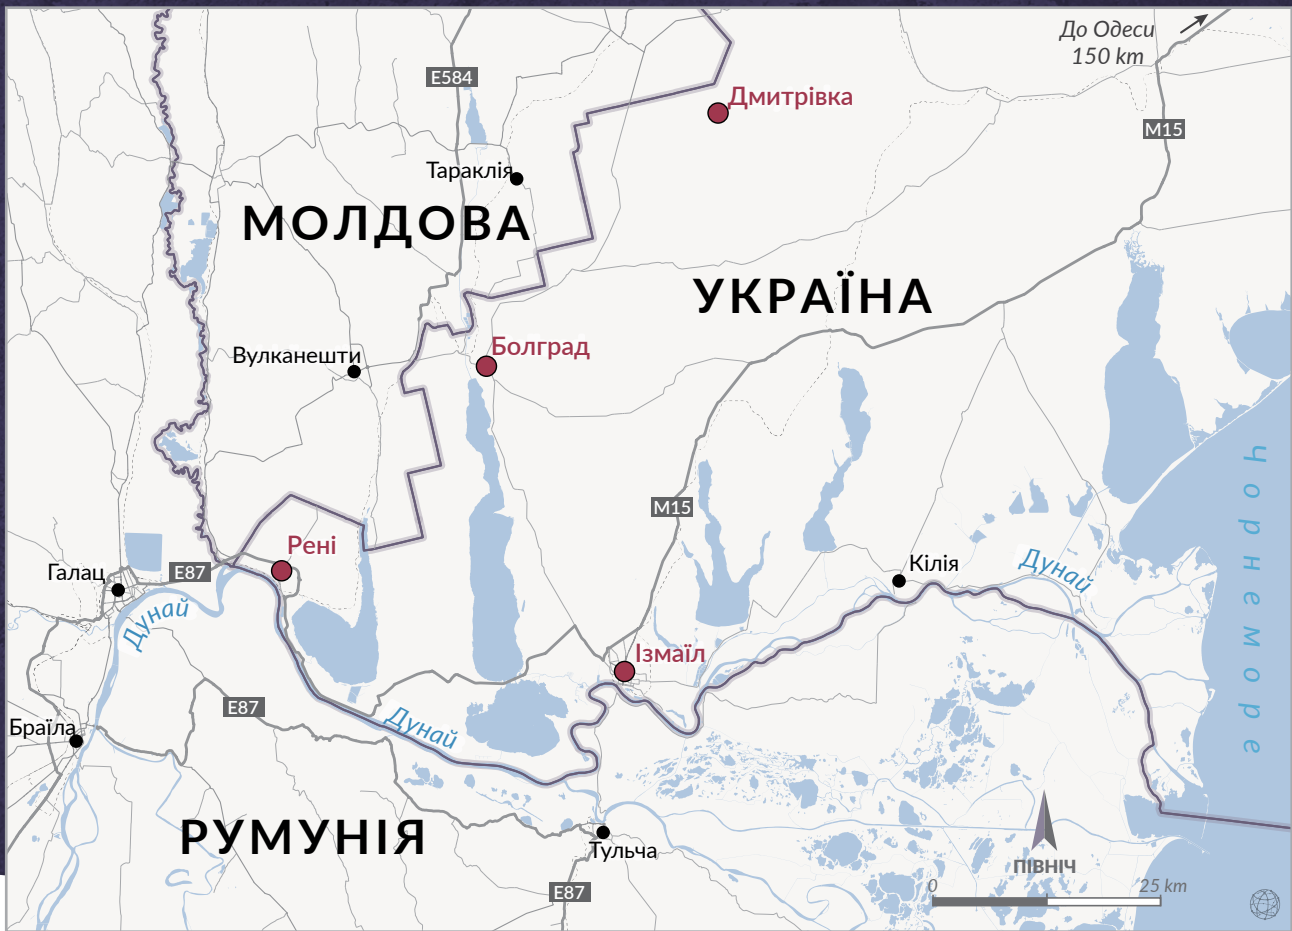 До Одеси
150 km
E584
Дмитрівка
M15
Тараклія
МОЛДОВА
УКРАЇНА
Болград
Вулканешти
Чорне море
M15
Рені
Галац
E87
Кілія
Дунай
Дунай
Ізмаїл
E87
Браїла
Дунай
РУМУНІЯ
Тульча
ПІВНІЧ
0
25 km
E87